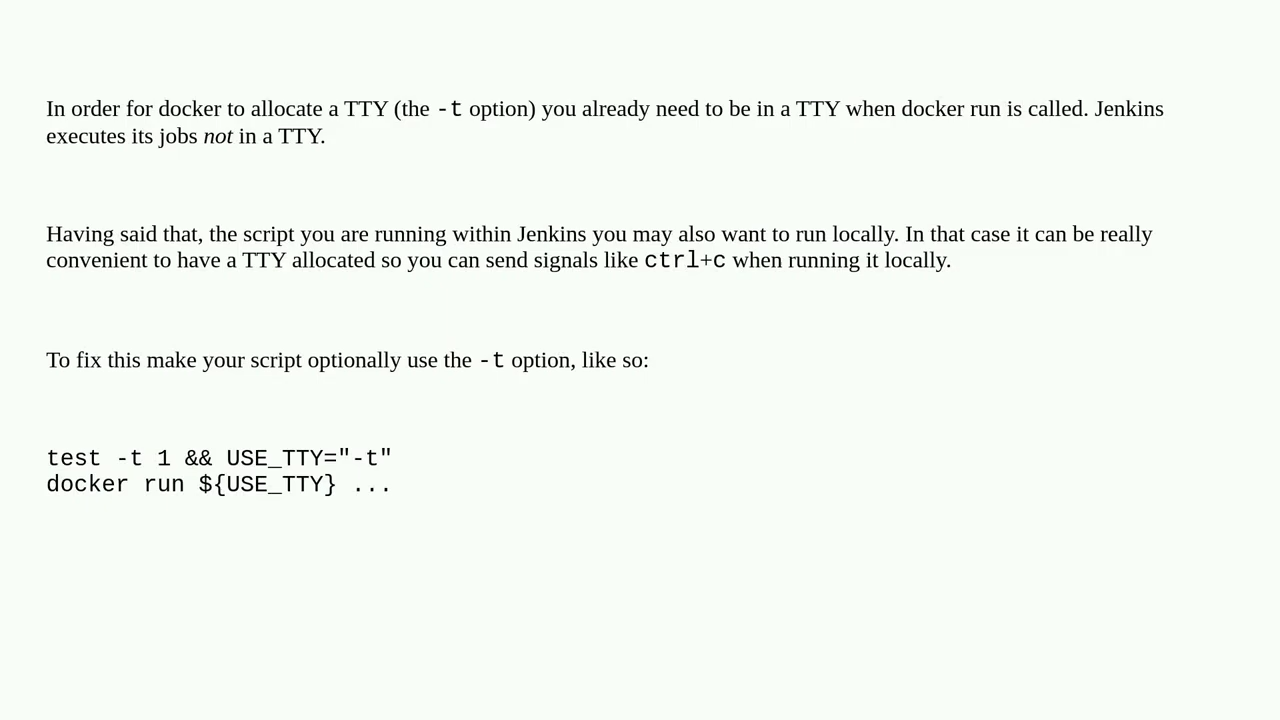 In order for docker to allocate a TTY (the -t option) you already need to be in a TTY when docker run is called. Jenkins
executes its jobs not in a TTY.
Having said that, the script you are running within Jenkins you may also want to run locally. In that case it can be really
convenient to have a TTY allocated so you can send signals like ctrl+c when running it locally.
To fix this make your script optionally use the -t option, like so:
test -t 1 && USE_TTY="-t"
docker run ${USE_TTY} ...